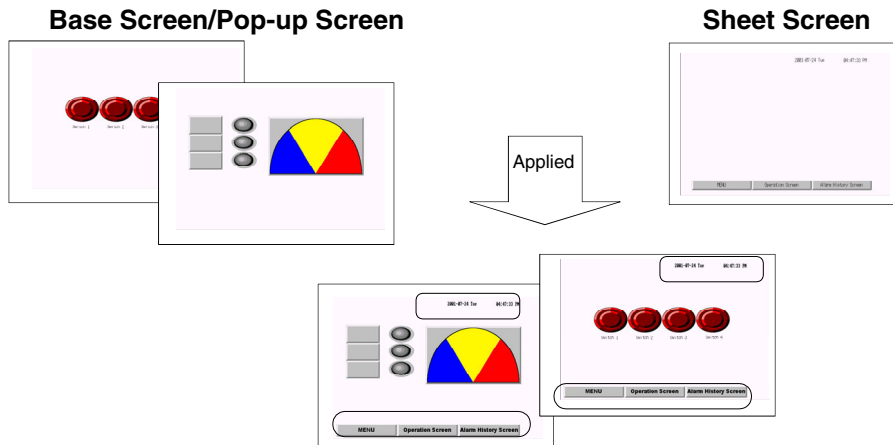 Base Screen/Pop-up Screen
Sheet Screen
2001-07-24 Tue 04:47:33 PM
MENU Operation Screen Alarm History Screen
Applied
2001-07-24 Tue 04:47:33 PM
MENU Operation Screen Alarm History Screen
2001-07-24 Tue 04:47:33 PM
MENU Operation Screen Alarm History Screen